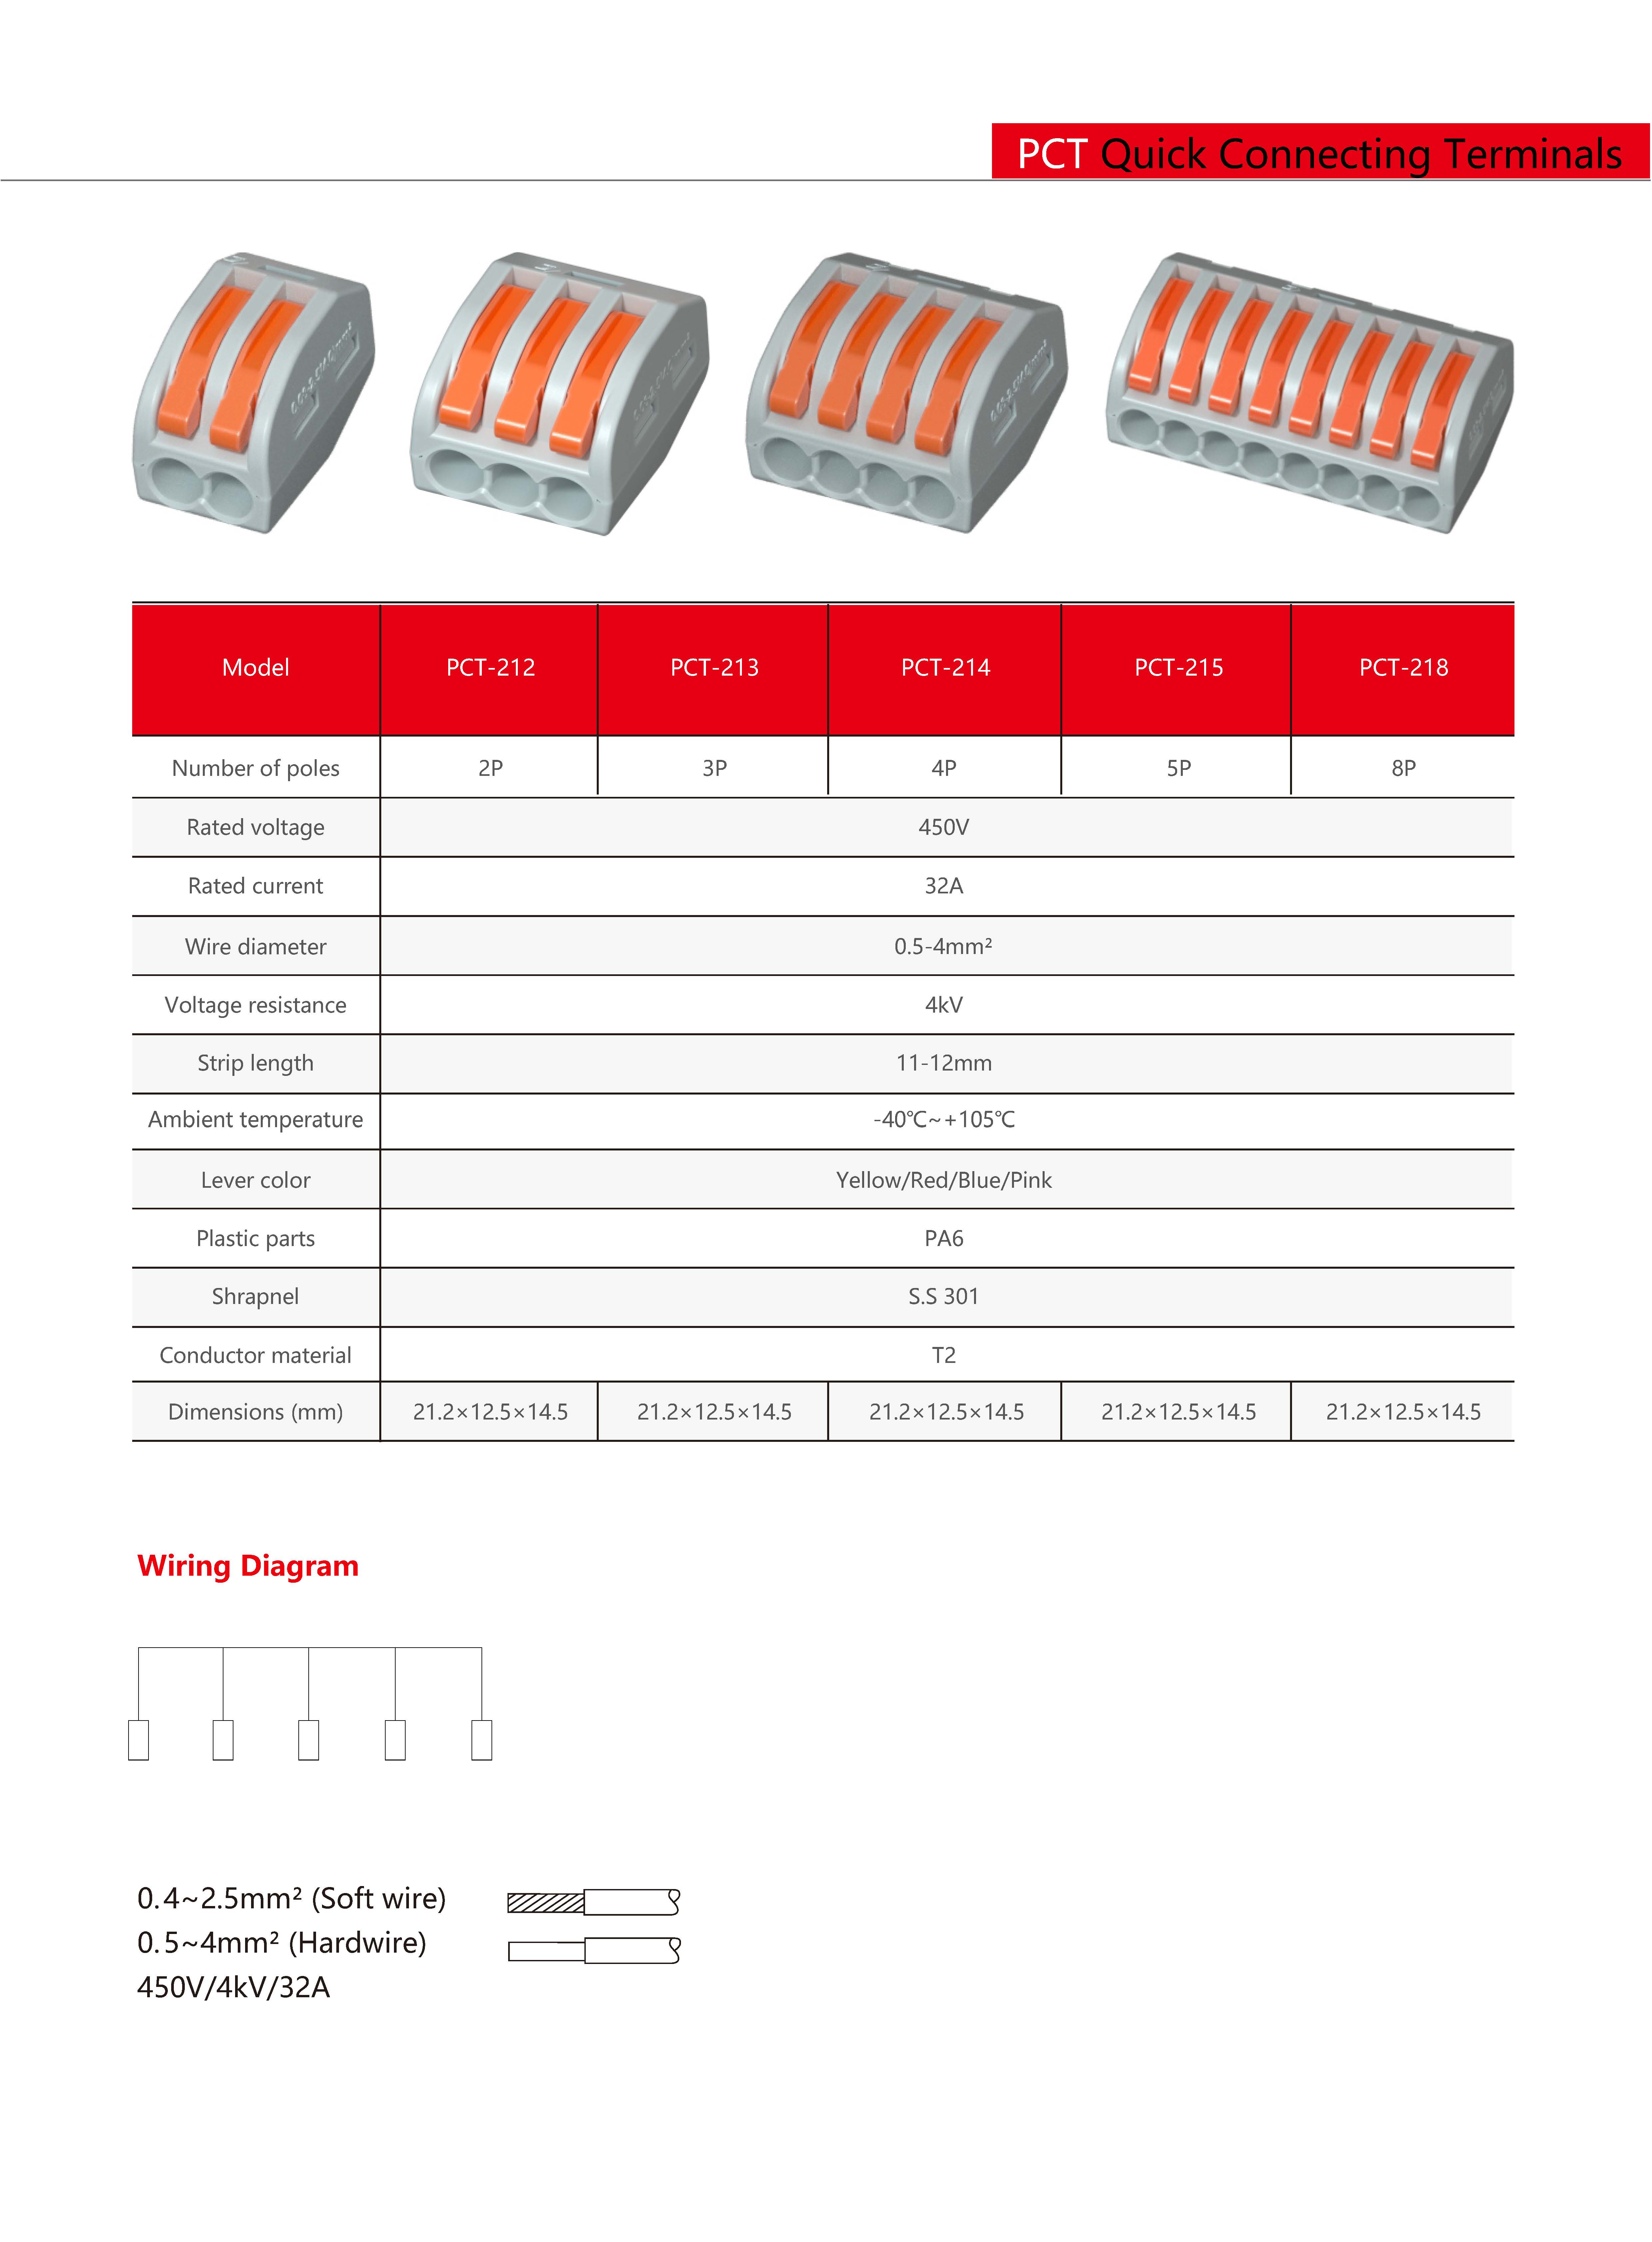 PCT Quick Connecting Terminals
Model PCT-212 PCT-213 PCT-214 PCT-215 PCT-218
Number of poles 2P 3P 4P 5P 8P
Rated voltage 450V
Rated current 32A
Wire diameter 0.5-4mm²
Voltage resistance 4kV
Strip length 11-12mm
Ambient temperature -40℃~+105℃
Lever color Yellow/Red/Blue/Pink
Plastic parts PA6
Shrapnel S.S 301
Conductor material T2
Dimensions (mm) 21.2×12.5×14.5 21.2×12.5×14.5 21.2×12.5×14.5 21.2×12.5×14.5 21.2×12.5×14.5
Wiring Diagram
0.4~2.5mm² (Soft wire)
0.5~4mm² (Hardwire)
450V/4kV/32A